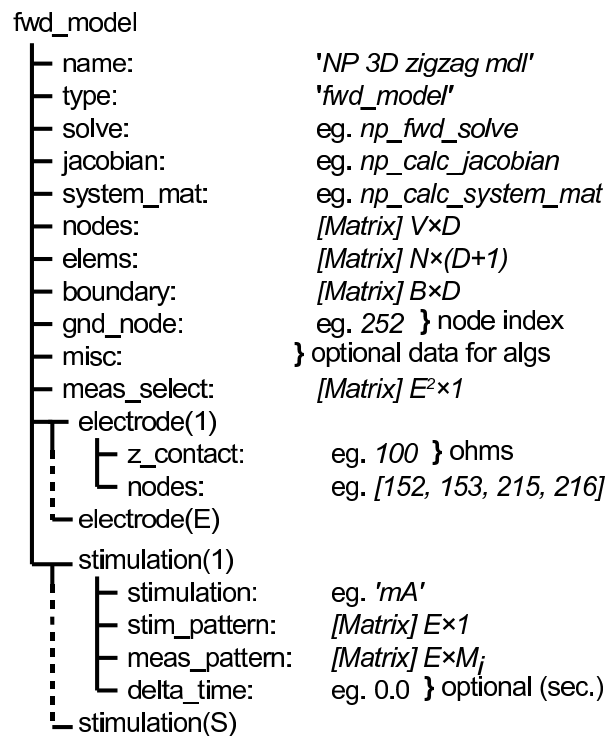 fwd_model
name: 'NP 3D zigzag mdl'
type: 'fwd_model'
solve: eg. np_fwd_solve
jacobian: eg. np_calc_jacobian
system_mat: eg. np_calc_system_mat
nodes: [Matrix] V×D
elems: [Matrix] N×(D+1)
boundary: [Matrix] B×D
gnd_node: eg. 252 } node index
misc: } optional data for algs
meas_select: [Matrix] E²×1
electrode(1)
z_contact: eg. 100 } ohms
nodes: eg. [152, 153, 215, 216]
electrode(E)
stimulation(1)
stimulation: eg. 'mA'
stim_pattern: [Matrix] E×1
meas_pattern: [Matrix] E×Mi
delta_time: eg. 0.0 } optional (sec.)
stimulation(S)